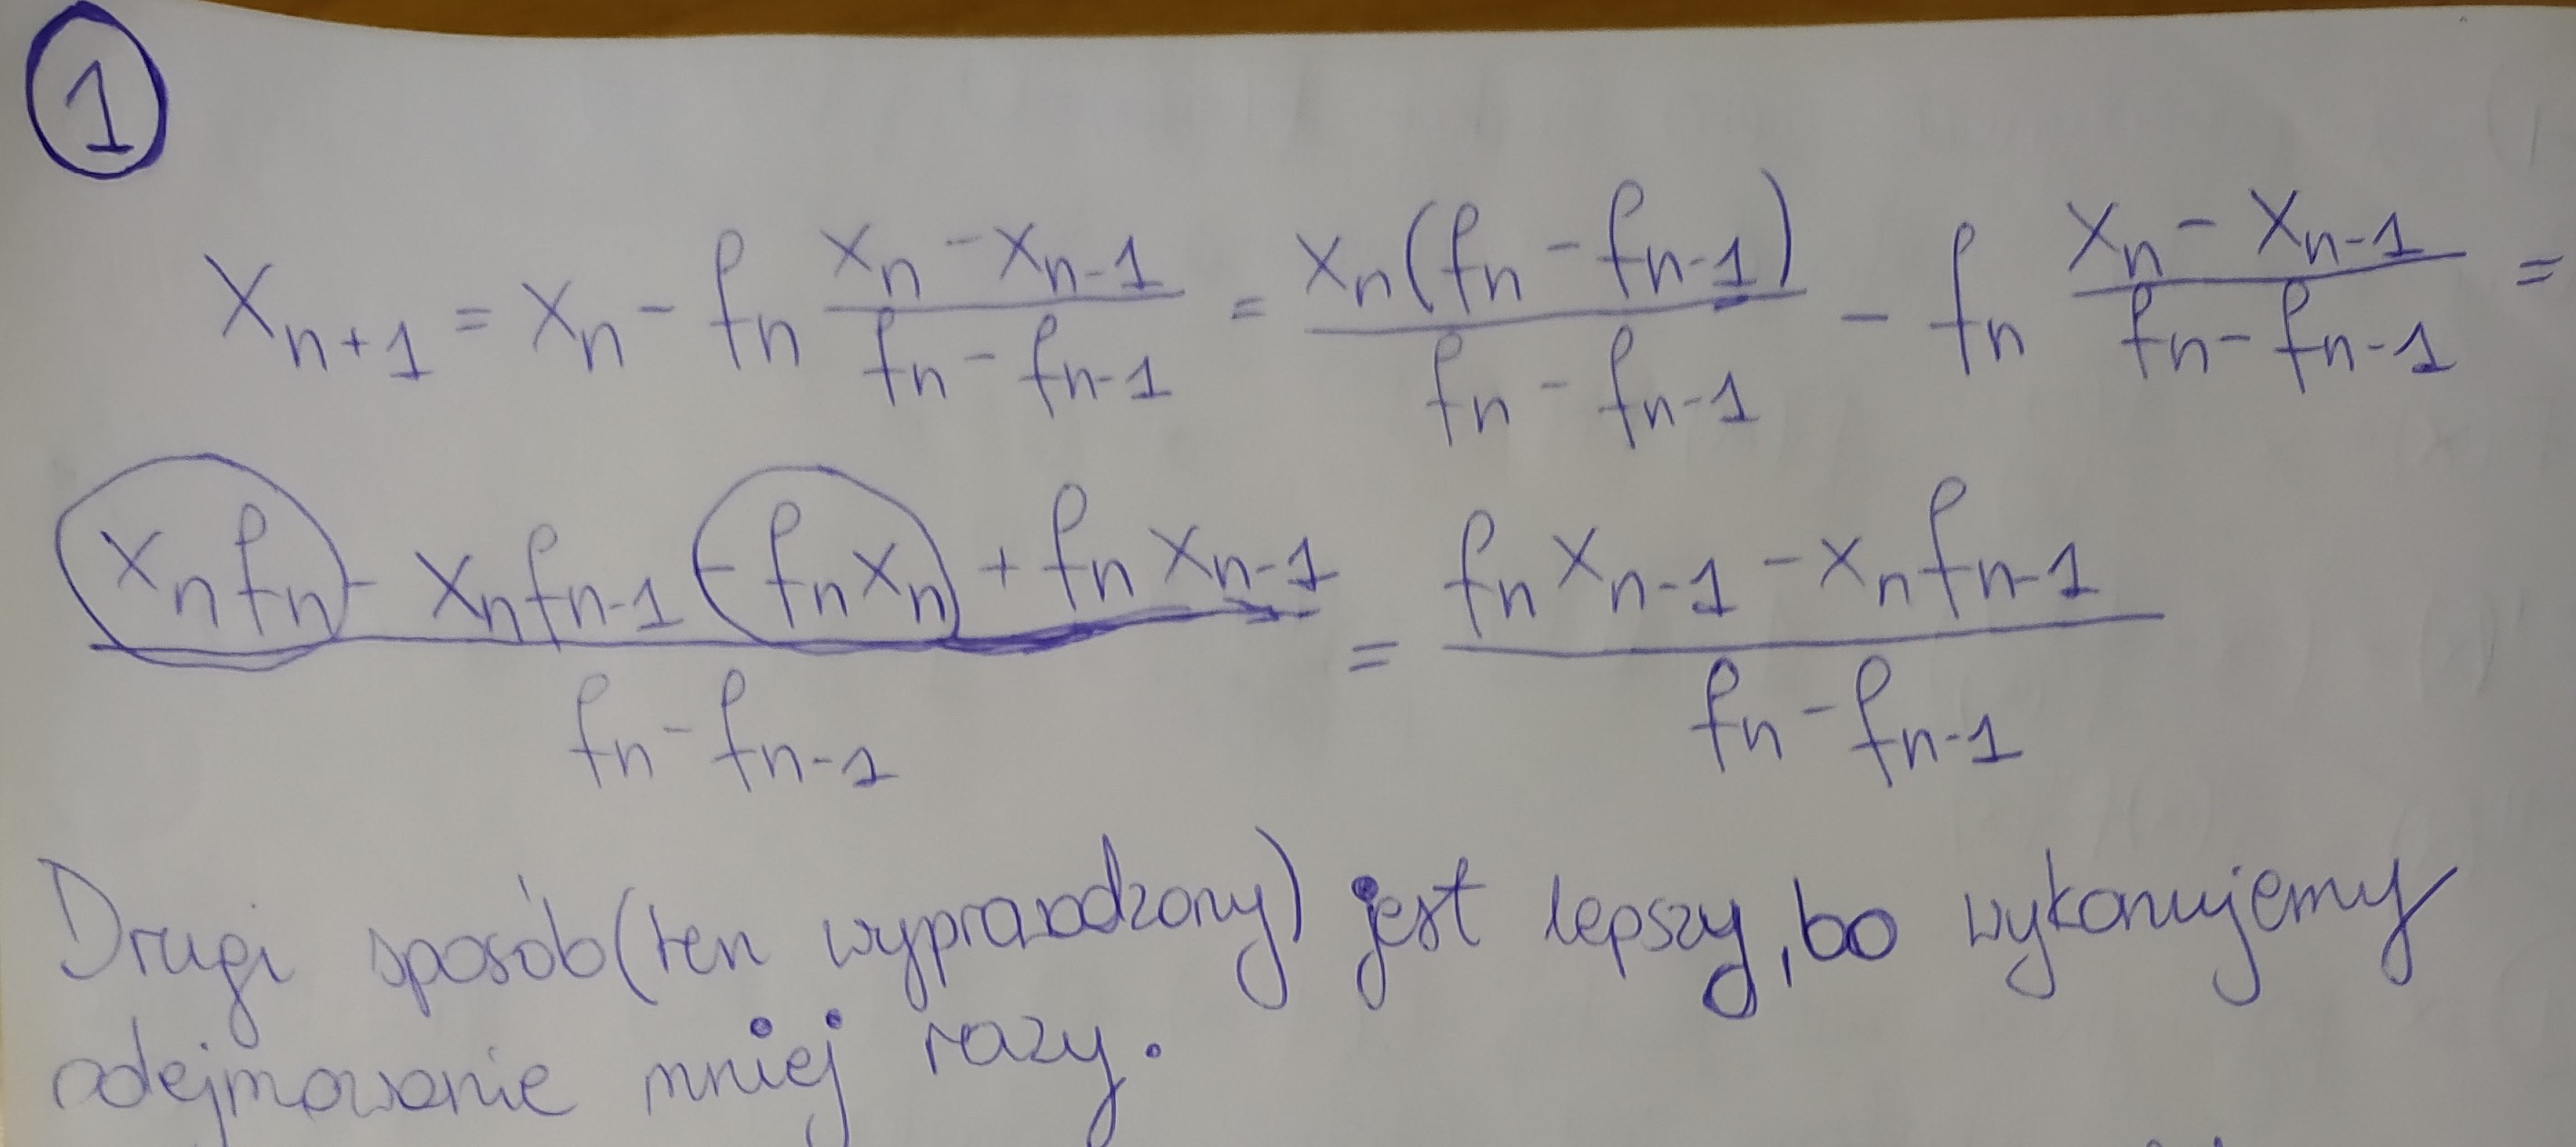 1
x_{n+1} = x_n - f_n \frac{x_n - x_{n-1}}{f_n - f_{n-1}} = \frac{x_n(f_n - f_{n-1})}{f_n - f_{n-1}} - f_n \frac{x_n - x_{n-1}}{f_n - f_{n-1}} =
\frac{x_n f_n - x_n f_{n-1} - f_n x_n + f_n x_{n-1}}{f_n - f_{n-1}} = \frac{f_n x_{n-1} - x_n f_{n-1}}{f_n - f_{n-1}}
Drugi sposób (ten wyprowadzony) jest lepszy, bo wykonujemy
odejmowanie mniej razy.